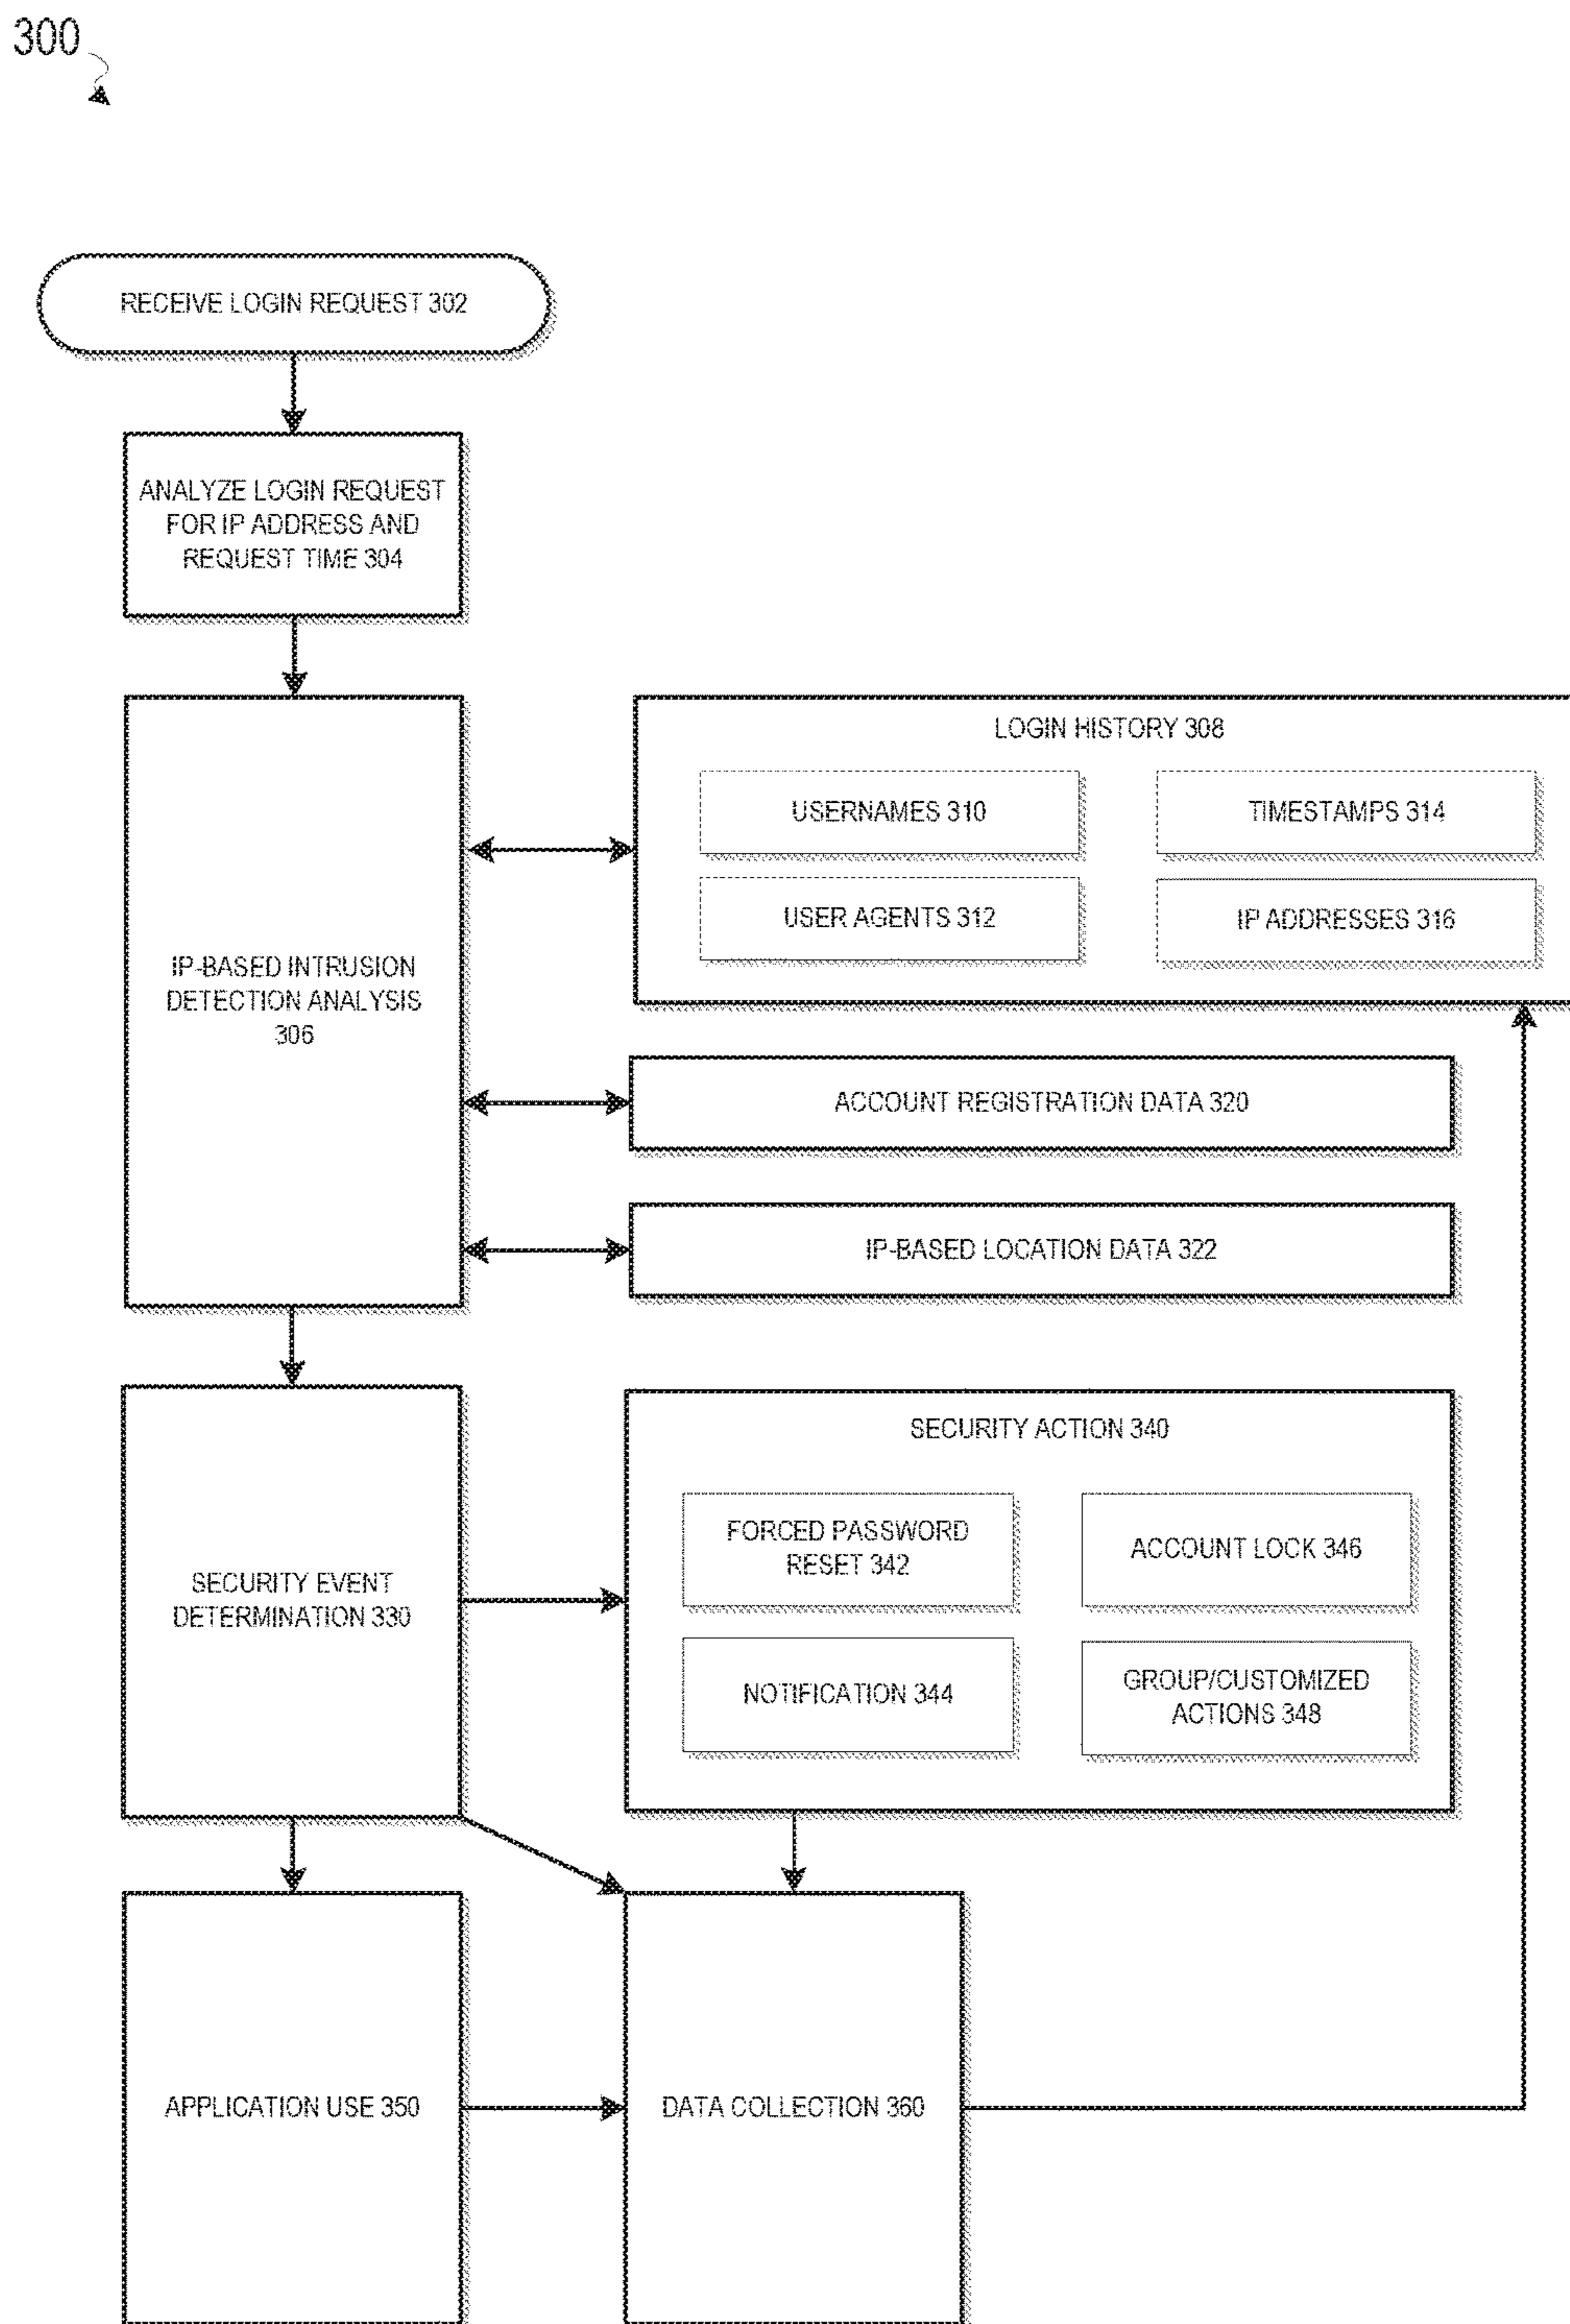 300
RECEIVE LOGIN REQUEST 302
ANALYZE LOGIN REQUEST
FOR IP ADDRESS AND
REQUEST TIME 304
IP-BASED INTRUSION
DETECTION ANALYSIS
306
LOGIN HISTORY 308
USERNAMES 310
TIMESTAMPS 314
USER AGENTS 312
IP ADDRESSES 316
ACCOUNT REGISTRATION DATA 320
IP-BASED LOCATION DATA 322
SECURITY EVENT
DETERMINATION 330
SECURITY ACTION 340
FORCED PASSWORD
RESET 342
ACCOUNT LOCK 346
NOTIFICATION 344
GROUP/CUSTOMIZED
ACTIONS 348
APPLICATION USE 350
DATA COLLECTION 360